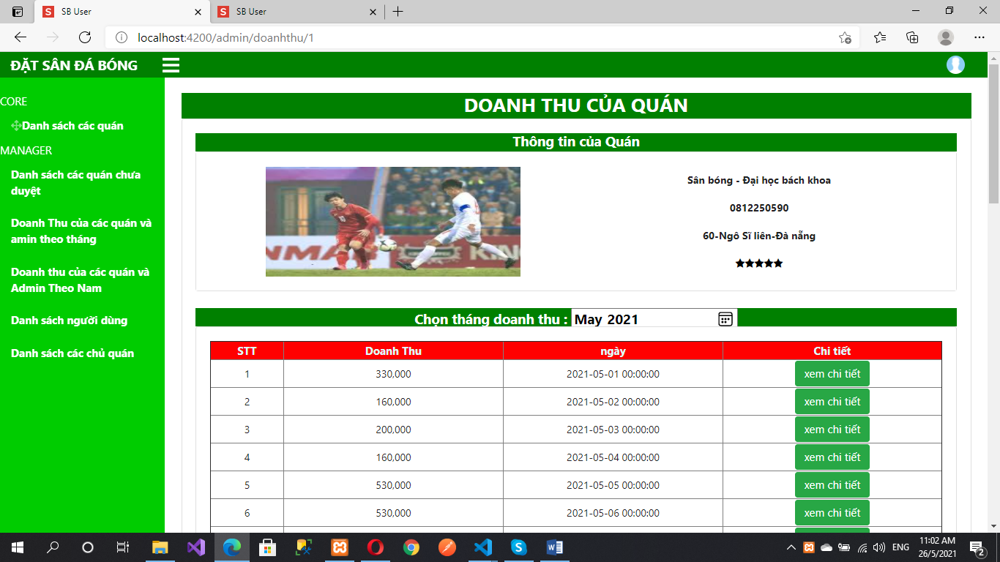 SB User
SB User
localhost:4200/admin/doanhthu/1
ĐẶT SÂN ĐÁ BÓNG
CORE
Danh sách các quán
MANAGER
Danh sách các quán chưa
duyệt
Doanh Thu của các quán và
amin theo tháng
Doanh thu của các quán và
Admin Theo Nam
Danh sách người dùng
Danh sách các chủ quán
DOANH THU CỦA QUÁN
Thông tin của Quán
Sân bóng - Đại học bách khoa
0812250590
60-Ngô Sĩ liên-Đà nẵng
★★★★★
Chọn tháng doanh thu : May 2021
STT Doanh Thu ngày Chi tiết
1 330,000 2021-05-01 00:00:00 xem chi tiết
2 160,000 2021-05-02 00:00:00 xem chi tiết
3 200,000 2021-05-03 00:00:00 xem chi tiết
4 160,000 2021-05-04 00:00:00 xem chi tiết
5 530,000 2021-05-05 00:00:00 xem chi tiết
6 530,000 2021-05-06 00:00:00 xem chi tiết
ENG
11:02 AM
26/5/2021
2